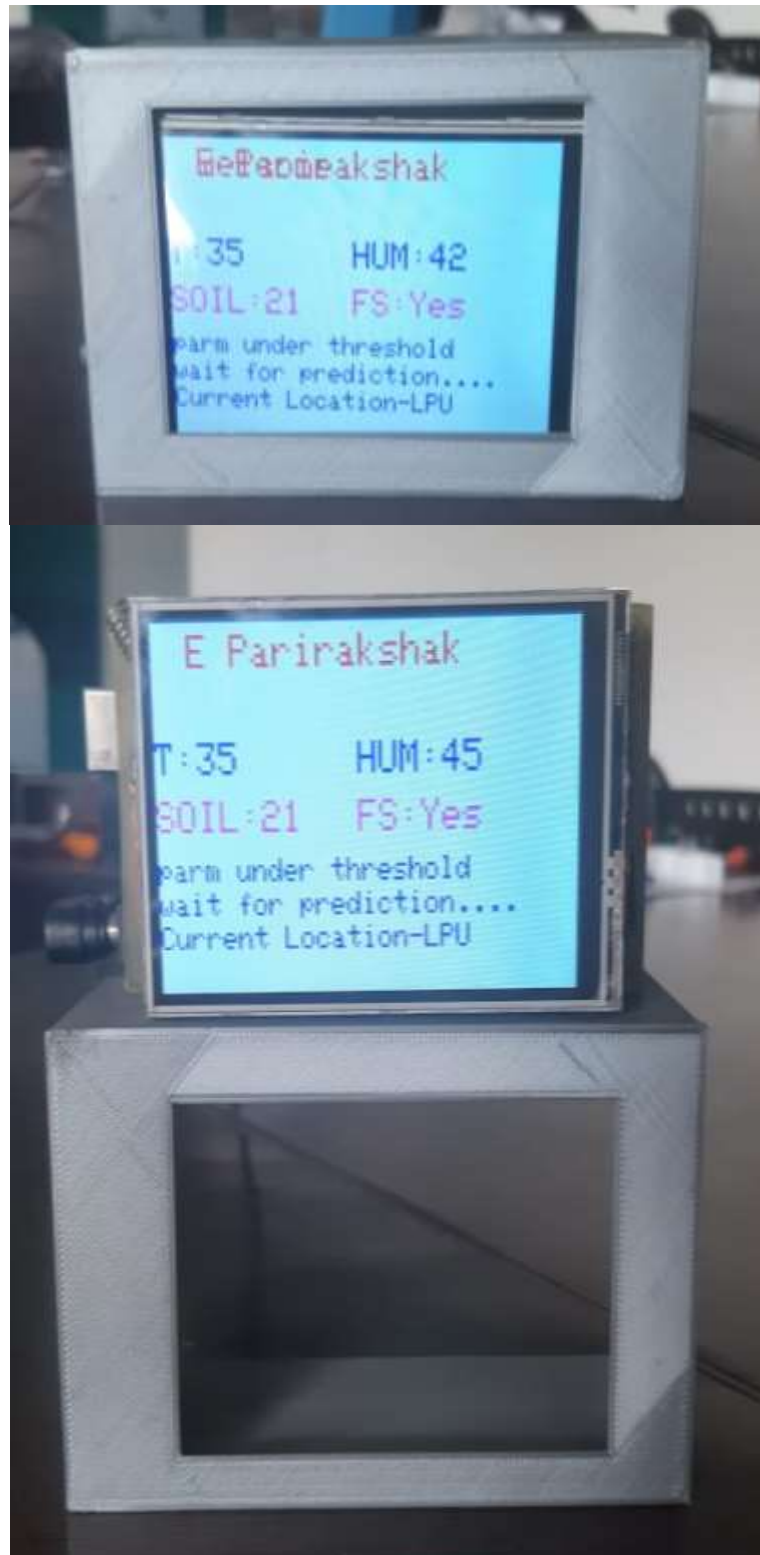 T:35 HUM:42
SOIL:21 FS:Yes
parm under threshold
wait for prediction....
Current Location-LPU
E Parirakshak
T:35 HUM:45
SOIL:21 FS:Yes
parm under threshold
wait for prediction....
Current Location-LPU